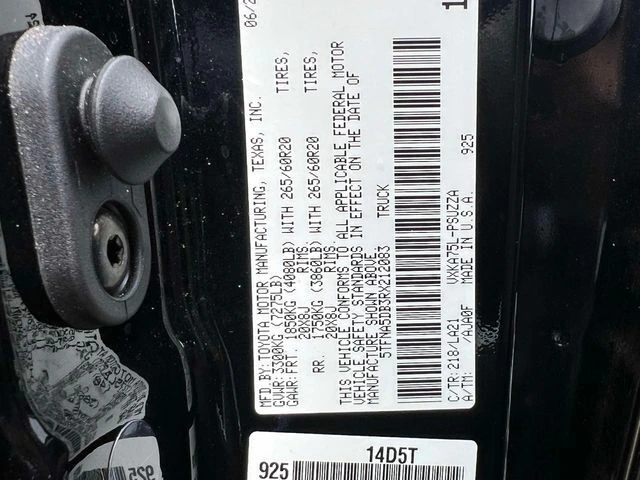 MFD.BY: TOYOTA MOTOR MANUFACTURING, TEXAS, INC. 06/2
GVWR: 3300KG (7275LB)
GAWR: FRT. 1850KG (4080LB) WITH 265/60R20 TIRES,
20X8J RIMS,
RR. 1750KG (3860LB) WITH 265/60R20 TIRES,
20X8J RIMS.
THIS VEHICLE CONFORMS TO ALL APPLICABLE FEDERAL MOTOR
VEHICLE SAFETY STANDARDS IN EFFECT ON THE DATE OF
MANUFACTURE SHOWN ABOVE.
5TFNA5DB3RX212083 TRUCK
C/TR: 218/LA21 VXKA75L-PSUZZA
A/TM: /AJA0F MADE IN U.S.A. 925
925 14D5T
925